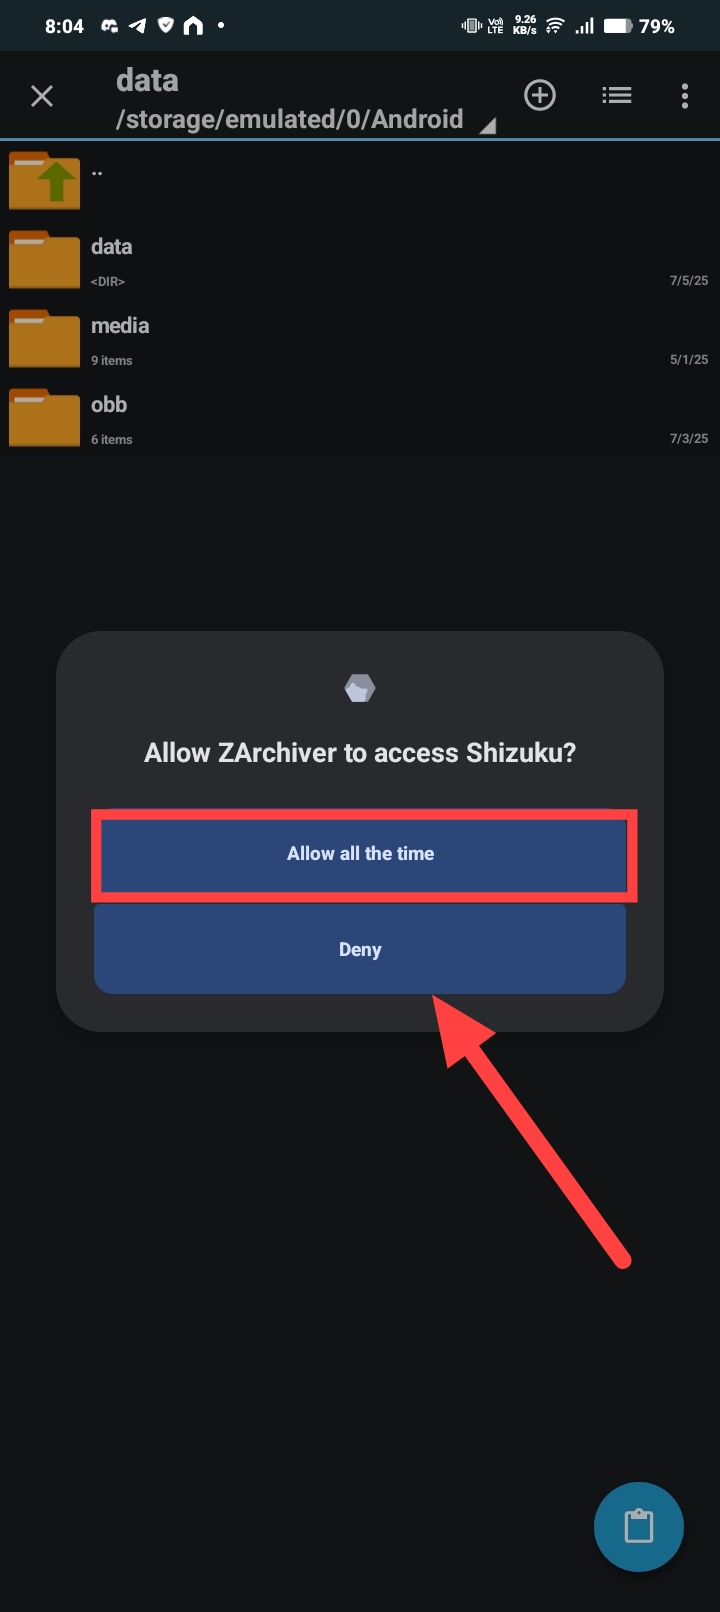 8:04
Vo)) LTE
9.26 KB/s
79%
data
/storage/emulated/0/Android
..
data
<DIR>
7/5/25
media
9 items
5/1/25
obb
6 items
7/3/25
Allow ZArchiver to access Shizuku?
Allow all the time
Deny